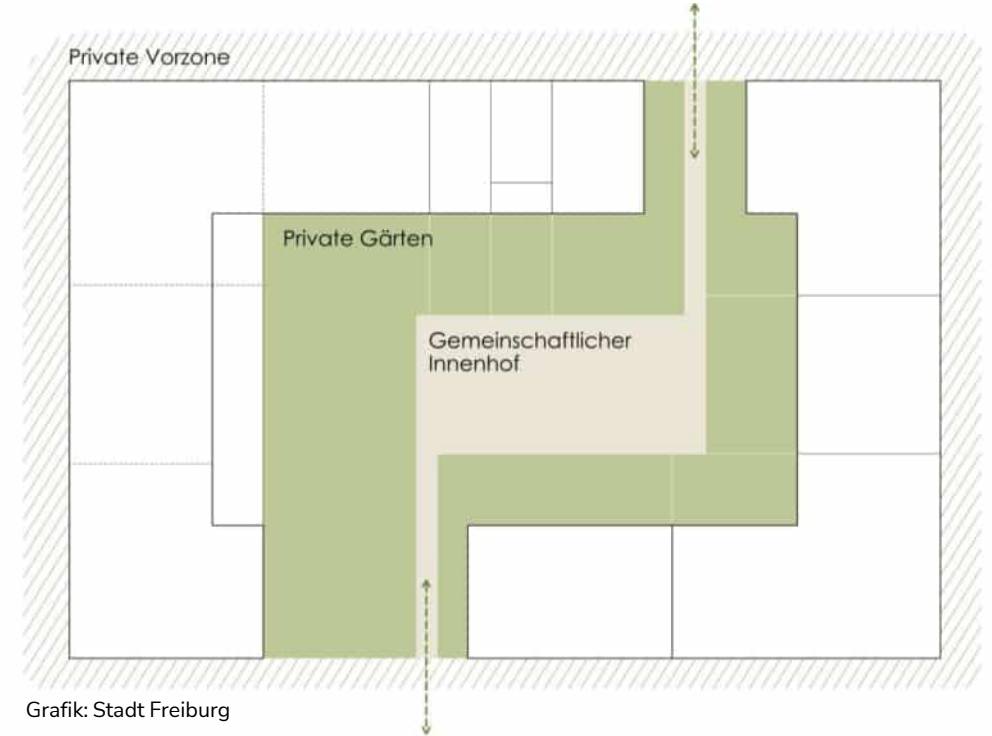 Private Vorzone
Private Gärten
Gemeinschaftlicher
Innenhof
Grafik: Stadt Freiburg